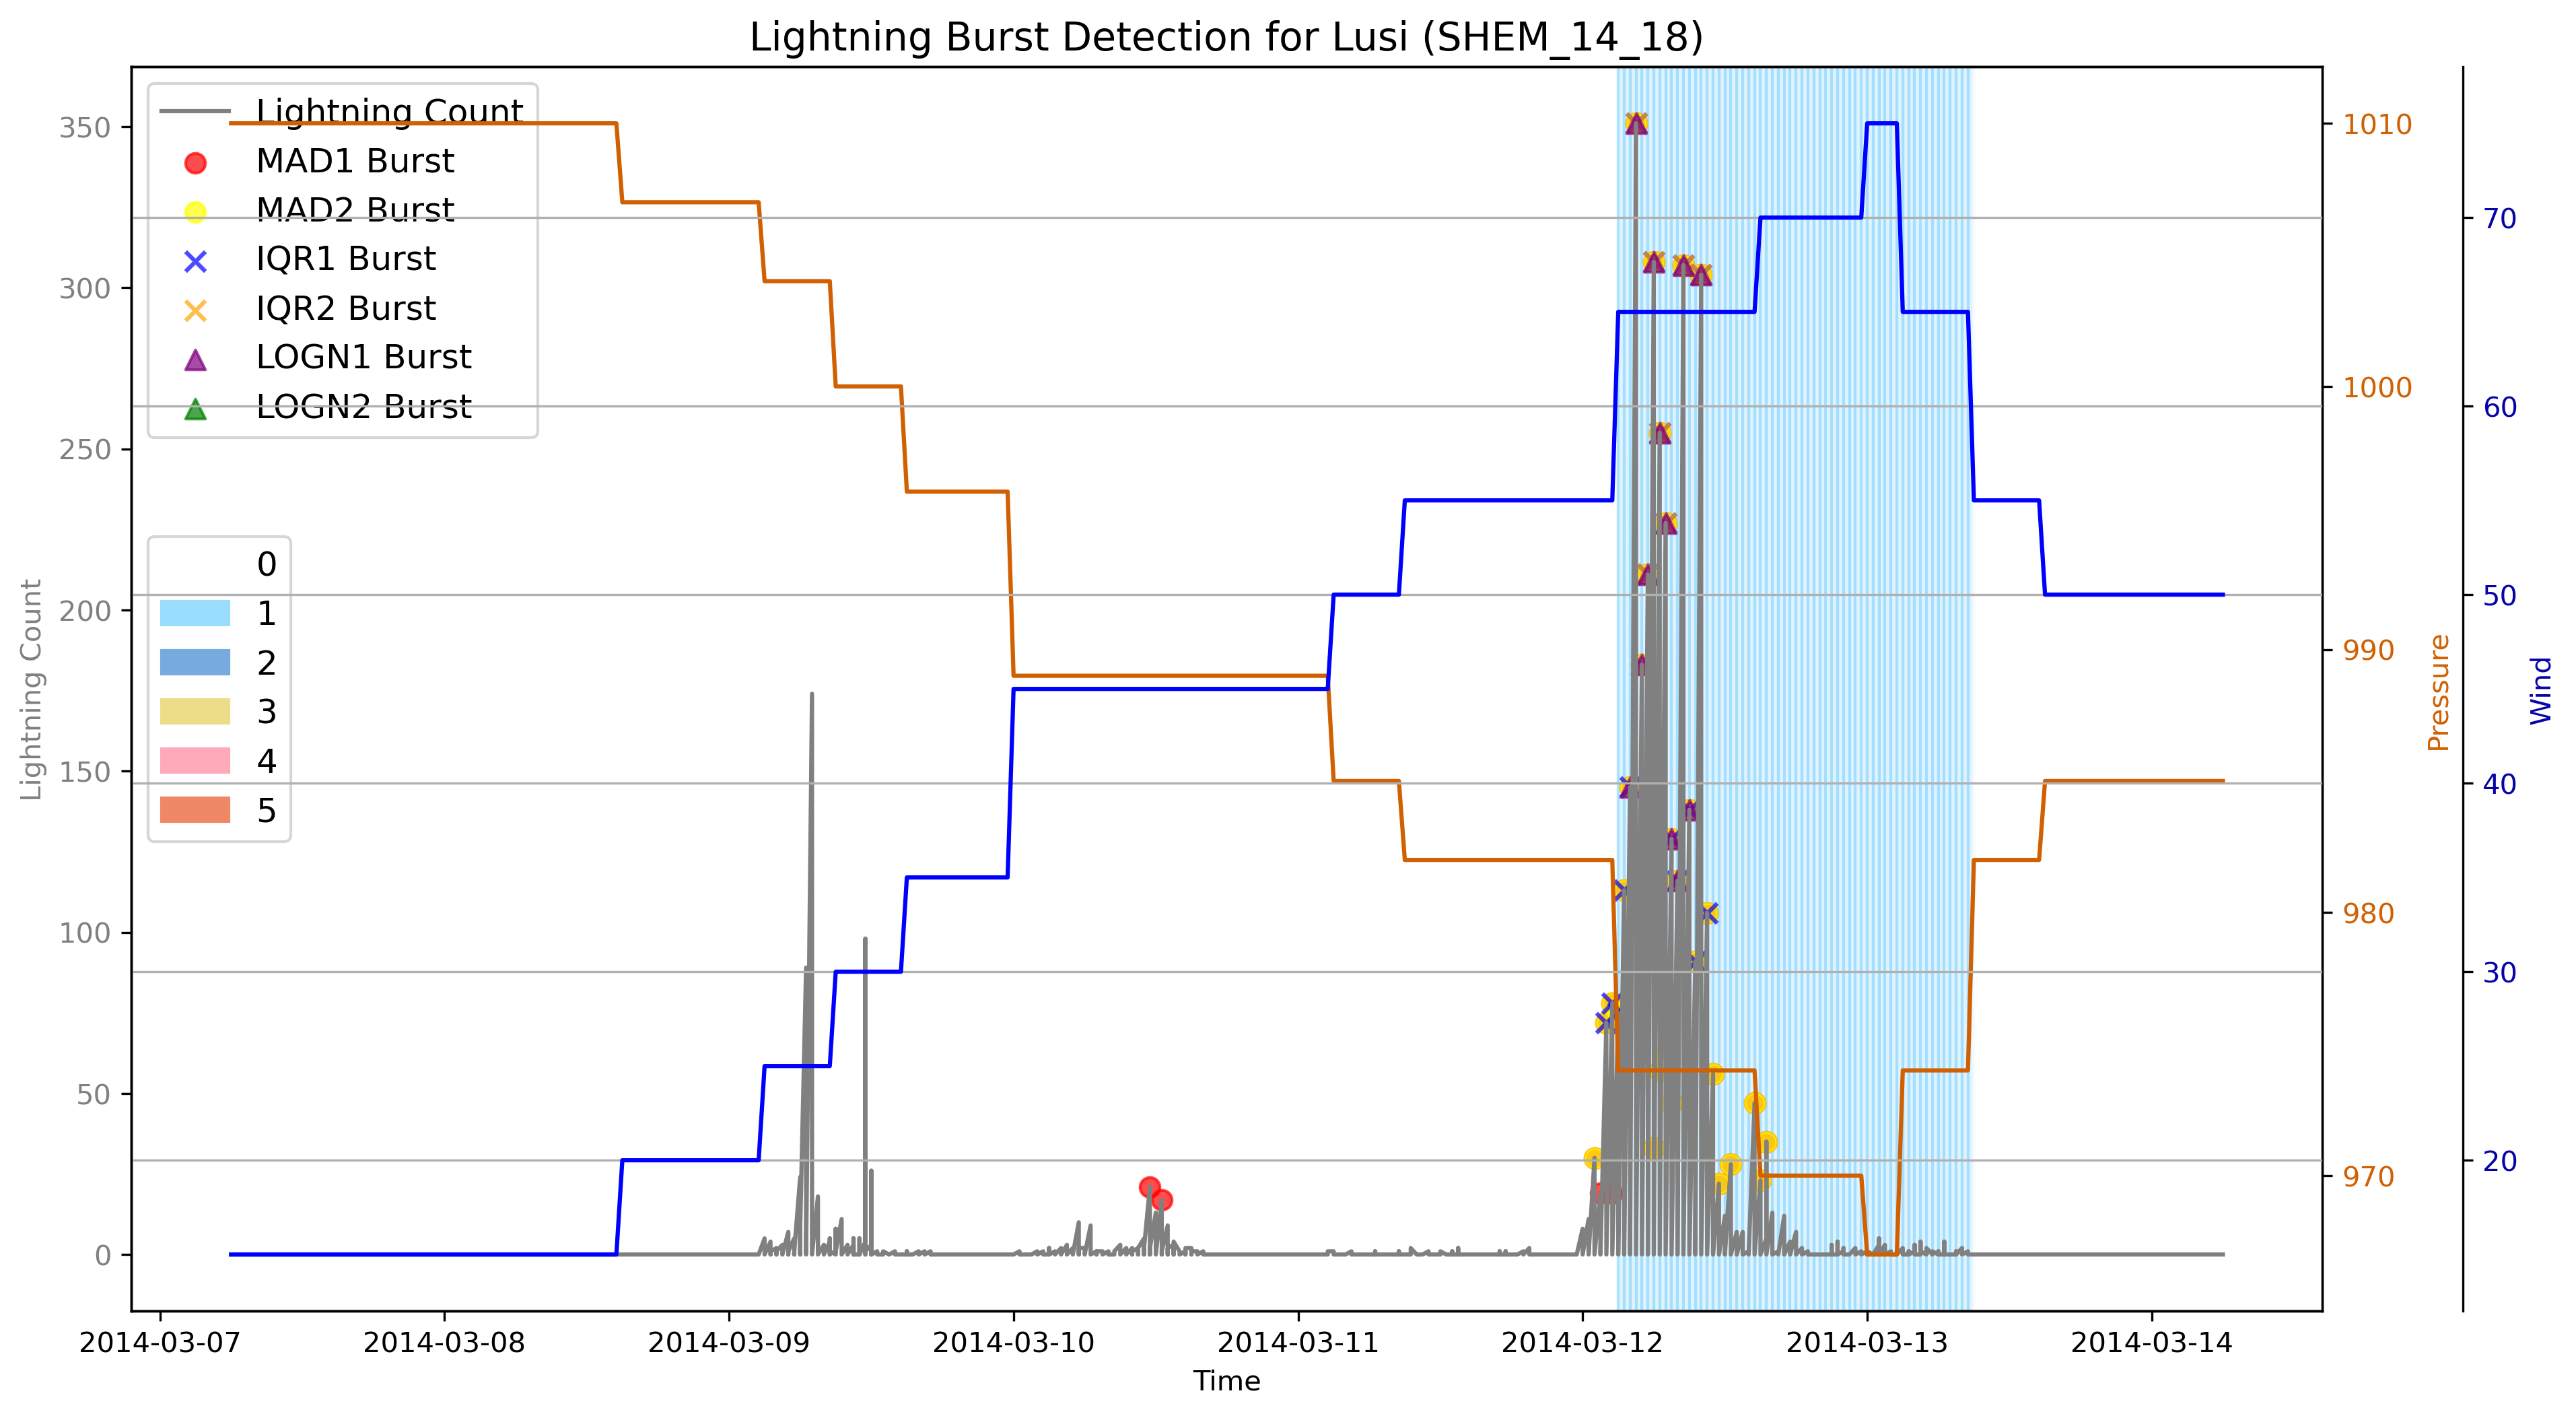 Lightning Burst Detection for Lusi (SHEM_14_18)
Lightning Count
MAD1 Burst
MAD2 Burst
IQR1 Burst
IQR2 Burst
LOGN1 Burst
LOGN2 Burst
0
1
2
3
4
5
350
300
250
200
150
100
50
0
Lightning Count
1010
1000
990
980
970
Pressure
70
60
50
40
30
20
Wind
2014-03-07
2014-03-08
2014-03-09
2014-03-10
2014-03-11
2014-03-12
2014-03-13
2014-03-14
Time